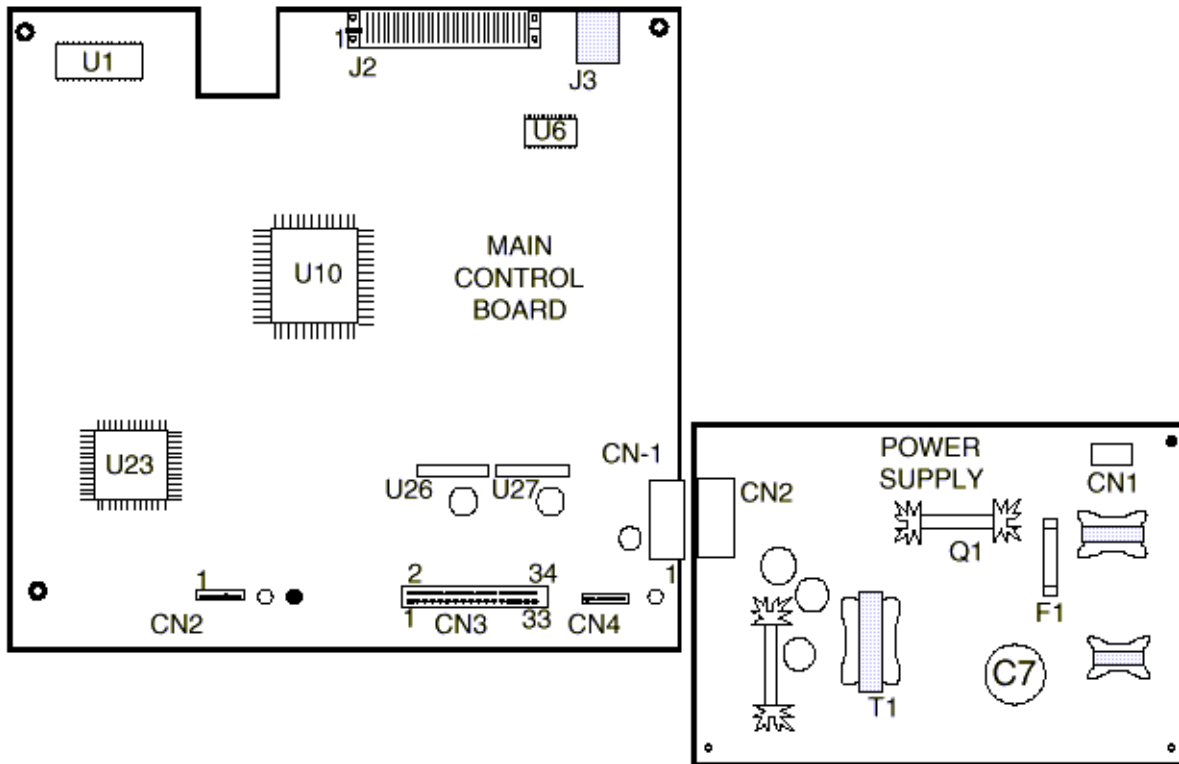 U1
1
J2
J3
U6
U10
MAIN
CONTROL
BOARD
U23
U26
U27
CN-1
1
1
CN2
2
34
1
CN3
33
CN4
POWER
SUPPLY
CN1
CN2
Q1
F1
C7
T1